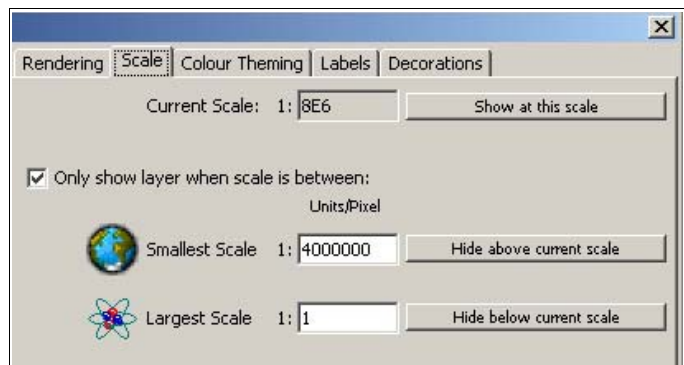 Rendering Scale Colour Theming Labels Decorations
Current Scale: 1: 8E6 Show at this scale
Only show layer when scale is between:
Units/Pixel
Smallest Scale 1: 4000000 Hide above current scale
Largest Scale 1: 1 Hide below current scale